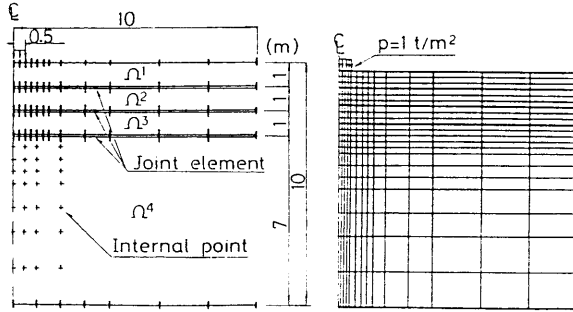 ℄
10
0.5
(m)
Ω¹
1
Ω²
1
Ω³
1
Joint element
10
Ω⁴
7
Internal point
℄
p=1 t/m²